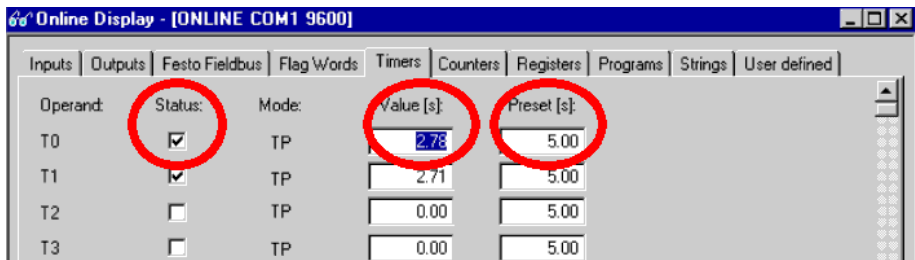 Online Display - [ONLINE COM1 9600]
Inputs Outputs Festo Fieldbus Flag Words Timers Counters Registers Programs Strings User defined
Operand: Status: Mode: Value [s]: Preset [s]:
T0 TP 2.78 5.00
T1 TP 2.71 5.00
T2 TP 0.00 5.00
T3 TP 0.00 5.00